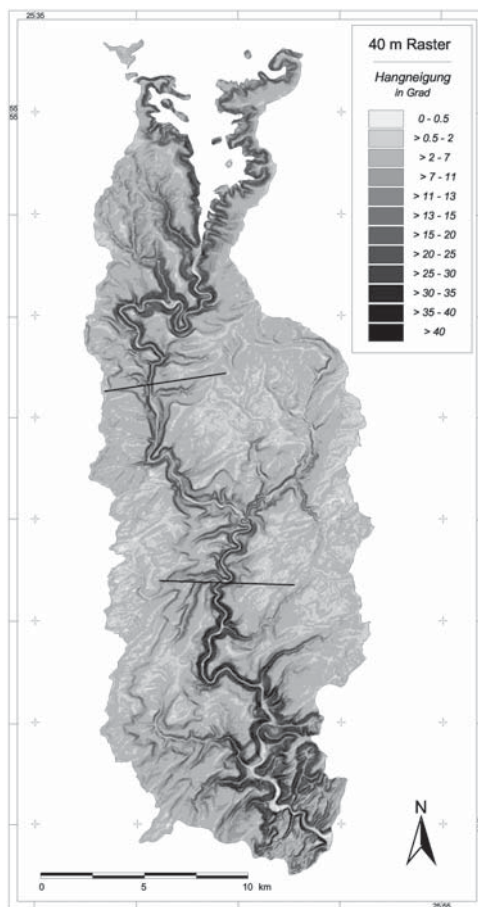 2535
55
55
40 m Raster
Hangneigung
in Grad
0 - 0.5
> 0.5 - 2
> 2 - 7
> 7 - 11
> 11 - 13
> 13 - 15
> 15 - 20
> 20 - 25
> 25 - 30
> 30 - 35
> 35 - 40
> 40
N
0 5 10 km